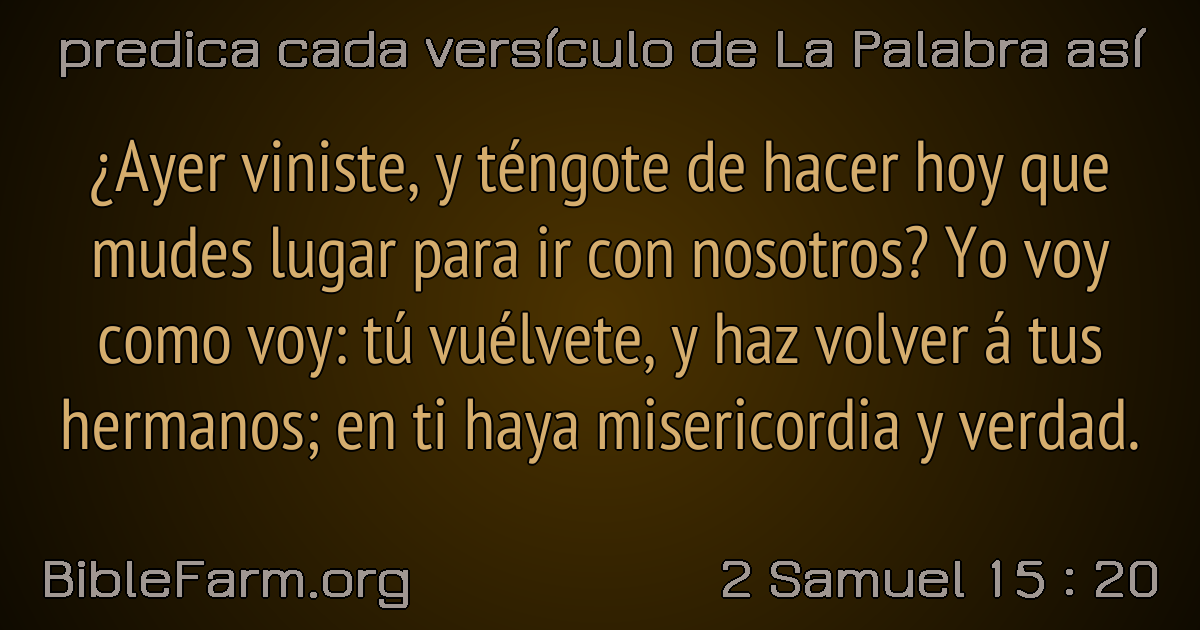 predica cada versículo de La Palabra así
¿Ayer viniste, y téngote de hacer hoy que
mudes lugar para ir con nosotros? Yo voy
como voy: tú vuélvete, y haz volver á tus
hermanos; en ti haya misericordia y verdad.
BibleFarm.org
2 Samuel 15 : 20